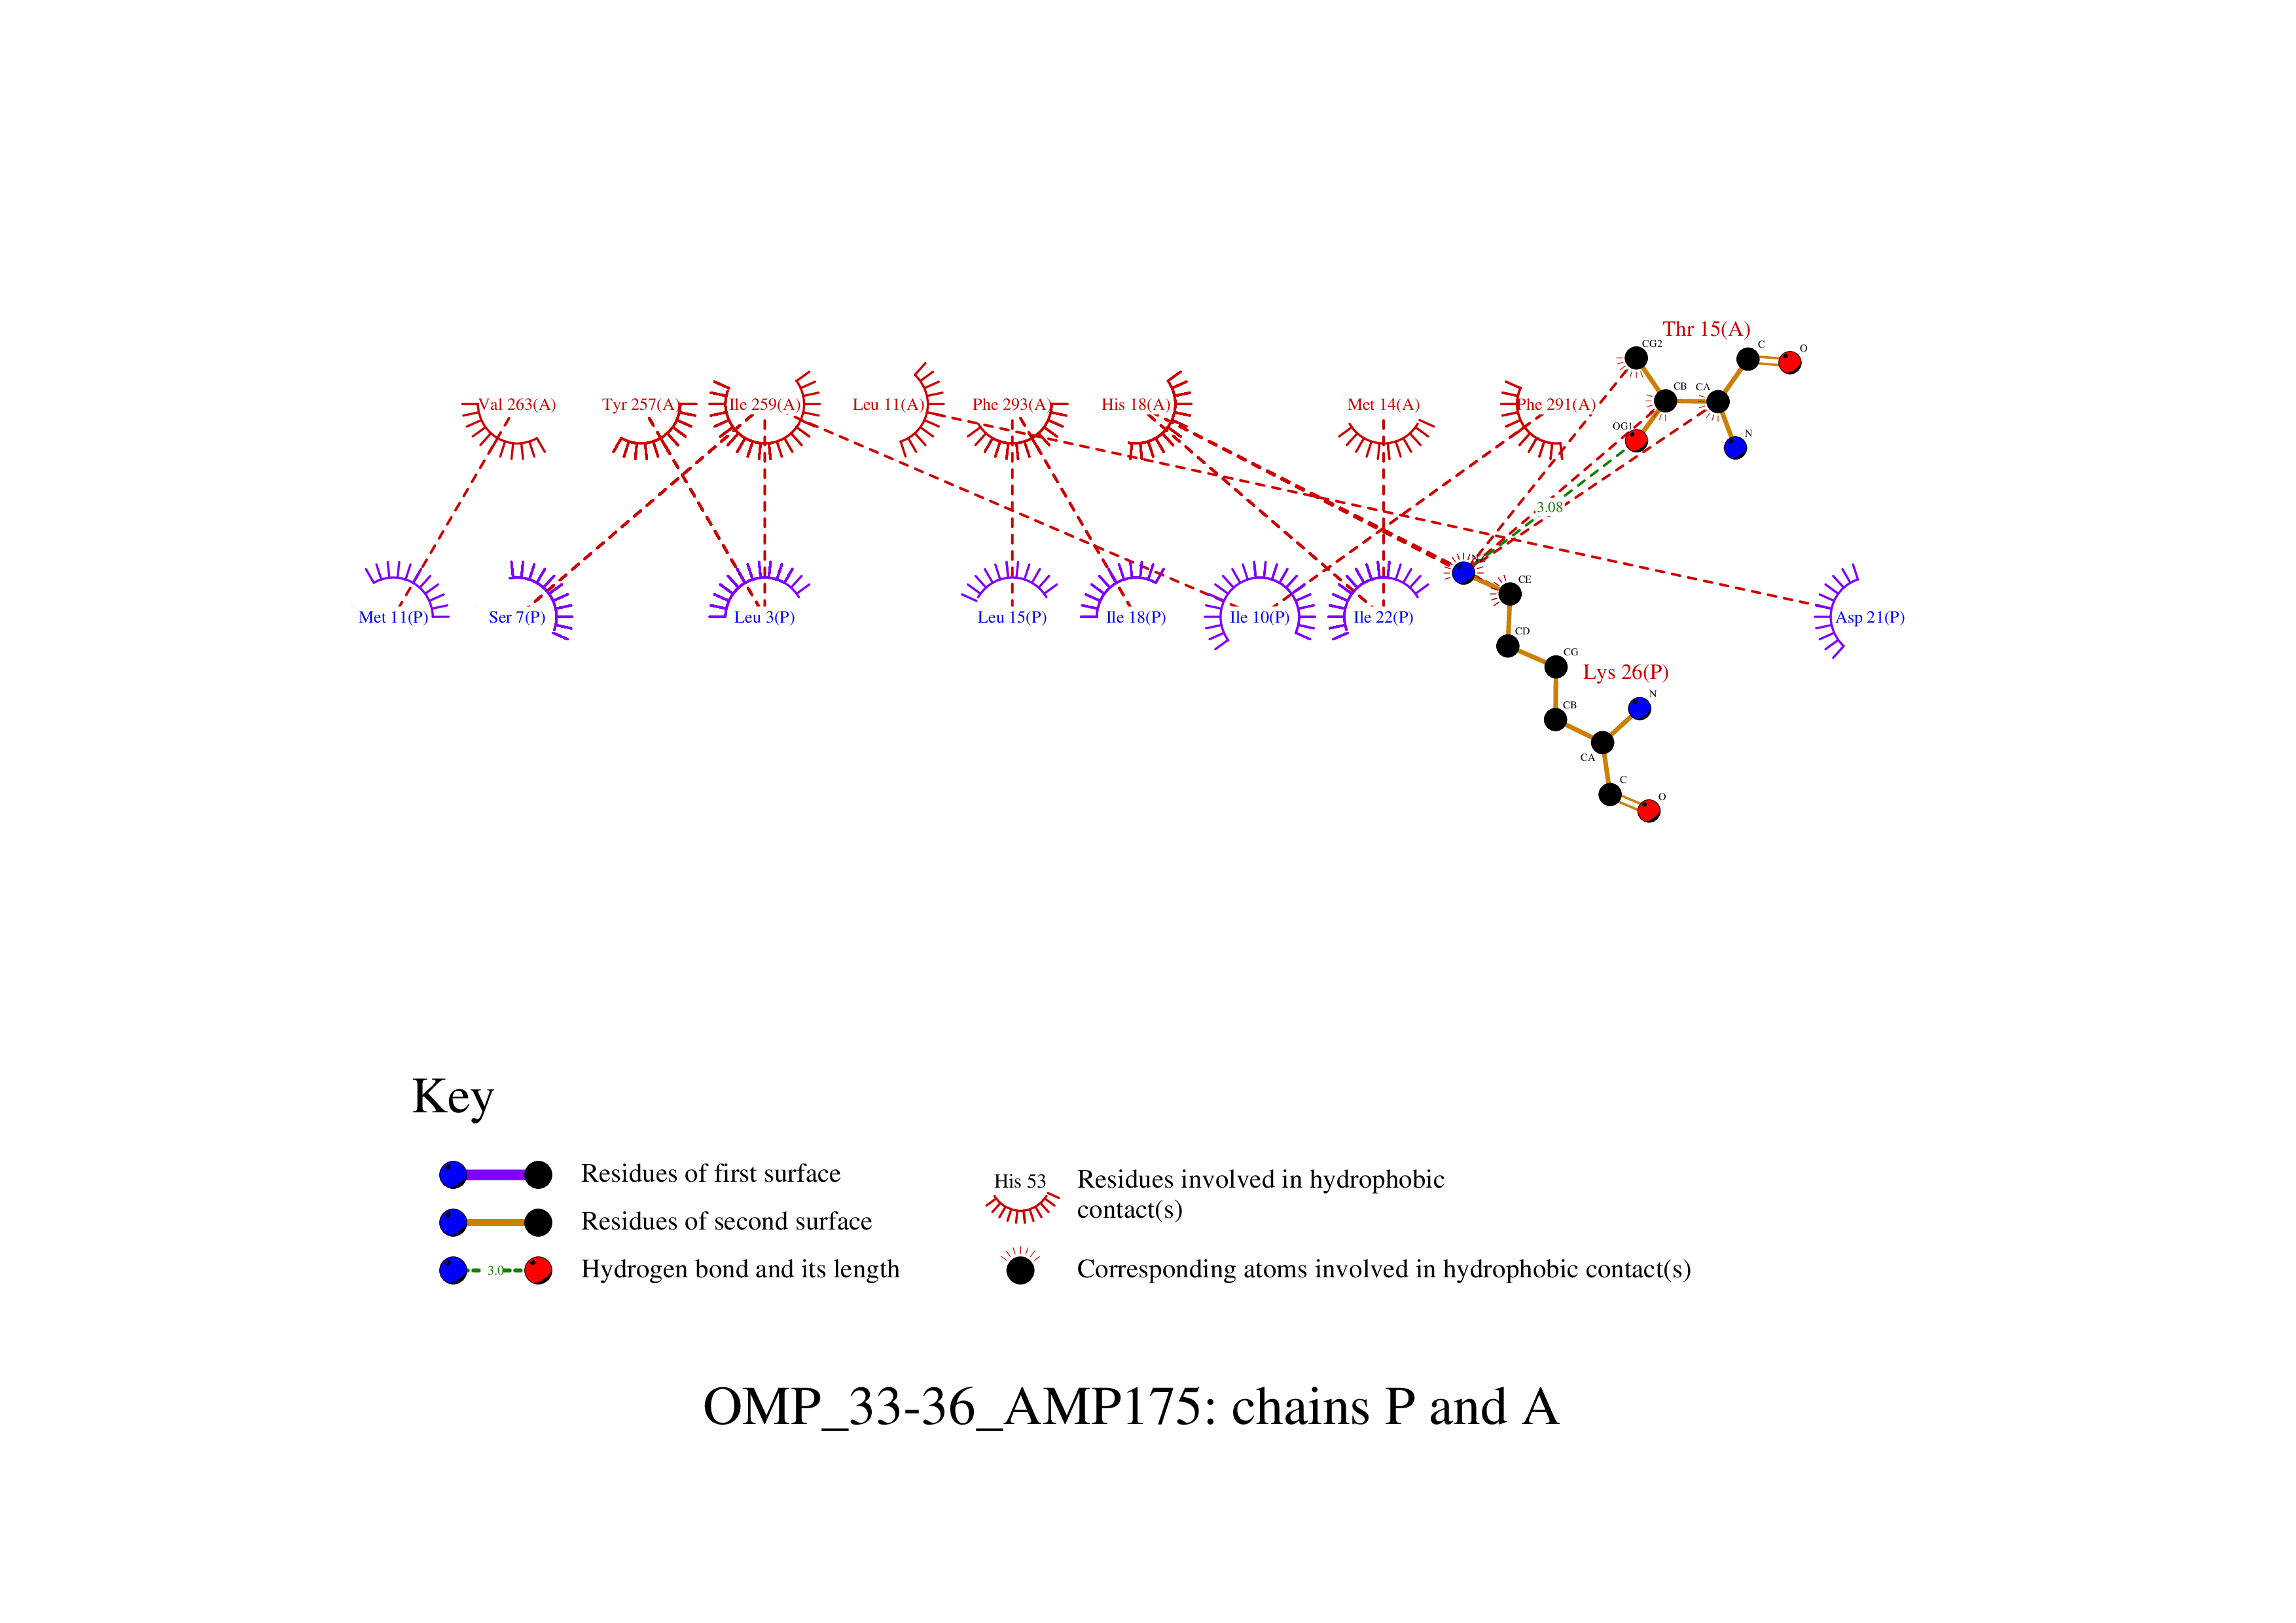 Thr 15(A)
CG2
C
O
CB
CA
OG1
N
Val 263(A)
Tyr 257(A)
Ile 259(A)
Leu 11(A)
Phe 293(A)
His 18(A)
Met 14(A)
Phe 291(A)
3.08
CE
Met 11(P)
Ser 7(P)
Leu 3(P)
Leu 15(P)
Ile 18(P)
Ile 10(P)
Ile 22(P)
Asp 21(P)
CD
CG
Lys 26(P)
N
CB
CA
C
O
Key
Residues of first surface
Residues of second surface
3.0
Hydrogen bond and its length
His 53
Residues involved in hydrophobic
contact(s)
Corresponding atoms involved in hydrophobic contact(s)
OMP_33-36_AMP175: chains P and A